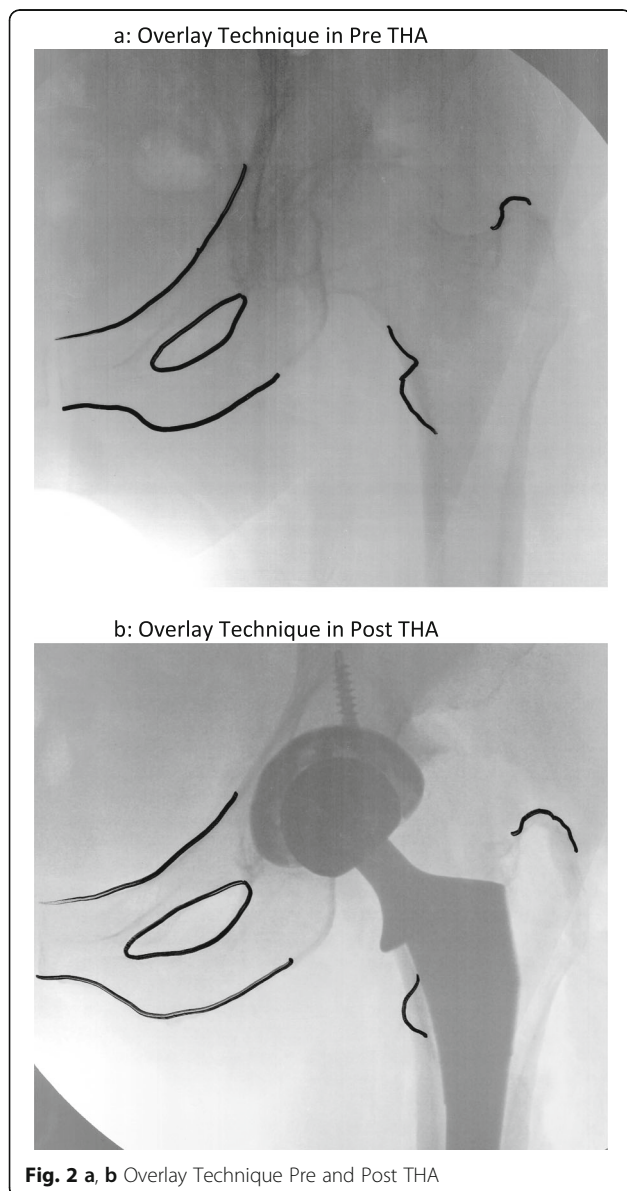 a: Overlay Technique in Pre THA
b: Overlay Technique in Post THA
Fig. 2 a, b Overlay Technique Pre and Post THA